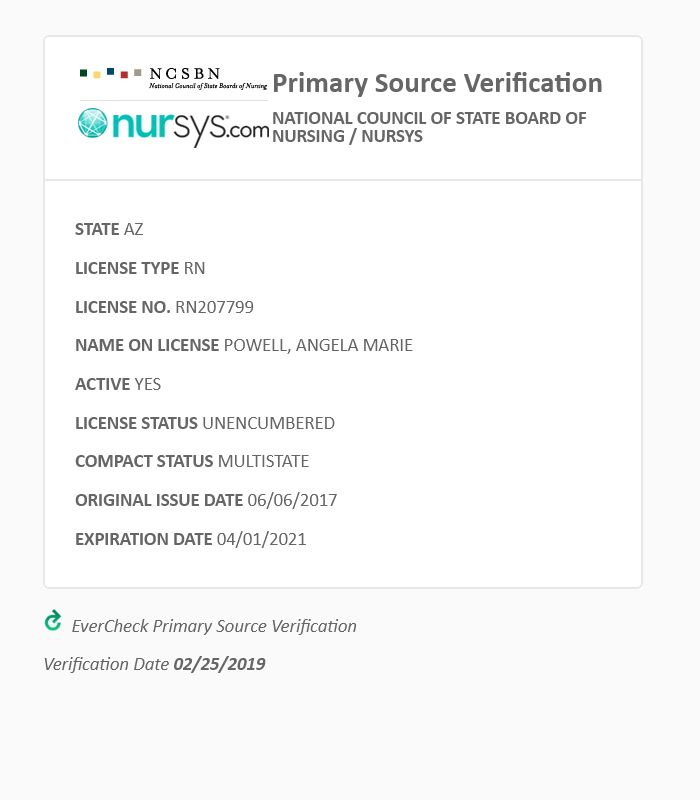 NCSBN
National Council of State Boards of Nursing
nursys.com
Primary Source Verification
NATIONAL COUNCIL OF STATE BOARD OF
NURSING / NURSYS
STATE AZ
LICENSE TYPE RN
LICENSE NO. RN207799
NAME ON LICENSE POWELL, ANGELA MARIE
ACTIVE YES
LICENSE STATUS UNENCUMBERED
COMPACT STATUS MULTISTATE
ORIGINAL ISSUE DATE 06/06/2017
EXPIRATION DATE 04/01/2021
EverCheck Primary Source Verification
Verification Date 02/25/2019